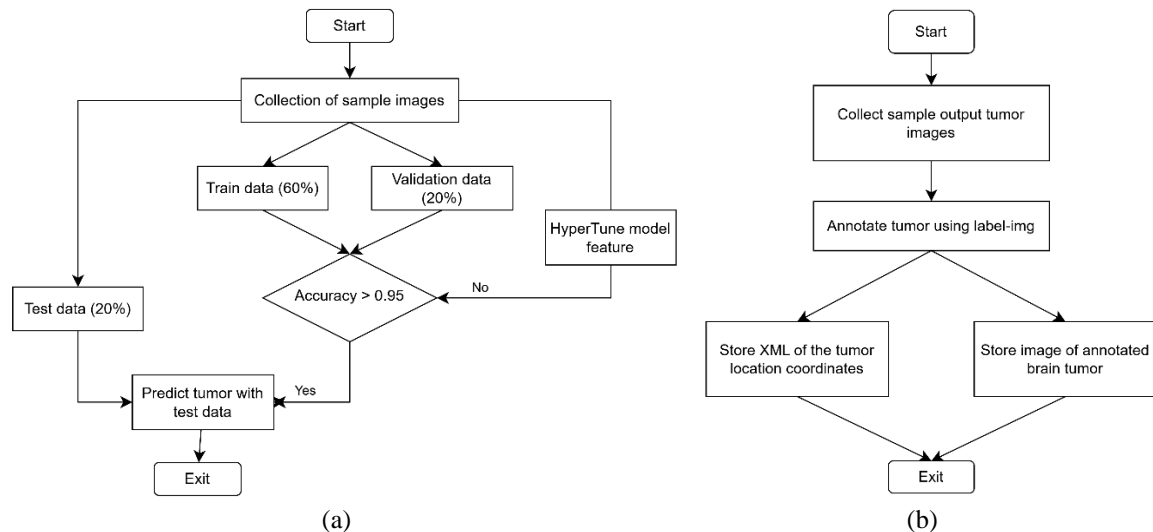 Start
Collection of sample images
Train data (60%)
Validation data
(20%)
HyperTune model
feature
Test data (20%)
Accuracy > 0.95
No
Yes
Predict tumor with
test data
Exit
(a)
Start
Collect sample output tumor
images
Annotate tumor using label-img
Store XML of the tumor
location coordinates
Store image of annotated
brain tumor
Exit
(b)